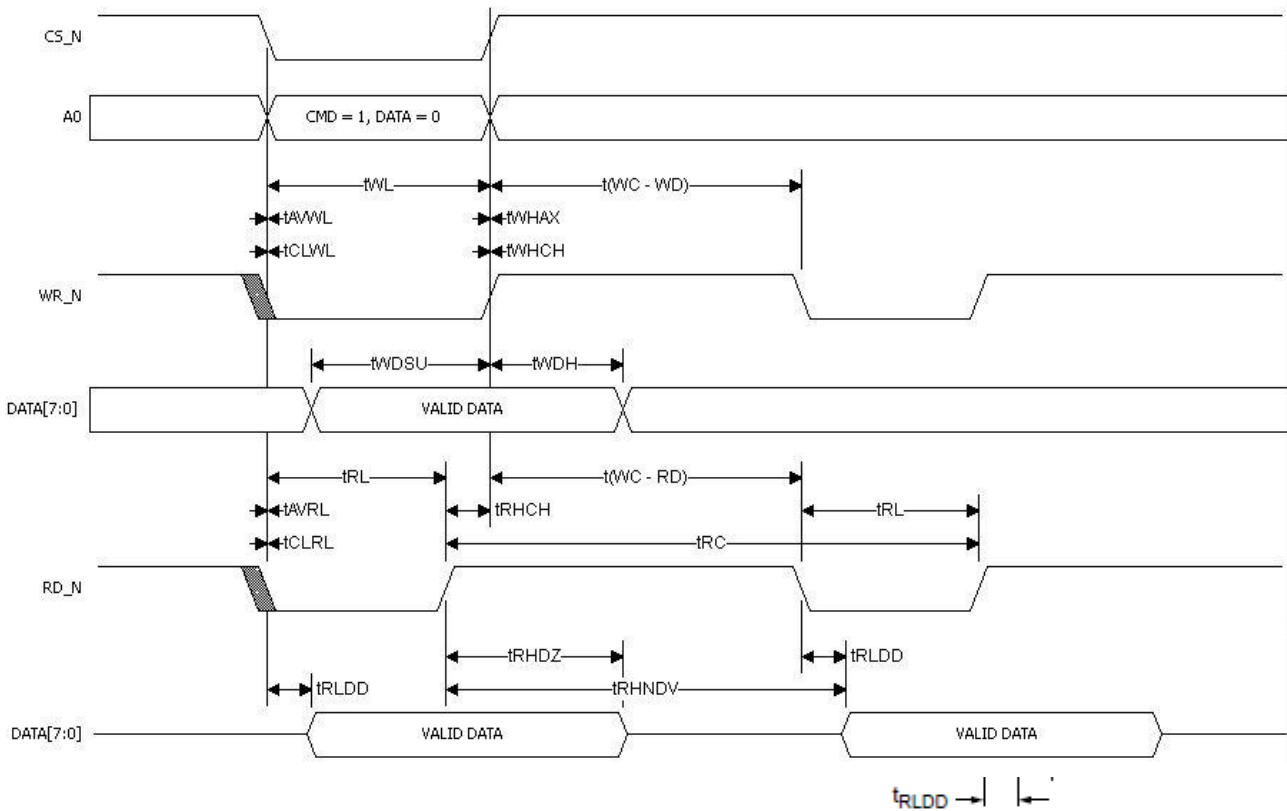 CS_N
A0
CMD = 1, DATA = 0
tWL
t(WC - WD)
tAVWL
tWHAX
tCLWL
tWHCH
WR_N
tWDSU
tWDH
DATA[7:0]
VALID DATA
tRL
t(WC - RD)
tAVRL
tRHCH
tRL
tCLRL
tRC
RD_N
tRHDZ
tRLDD
tRLDD
tRHNDV
DATA[7:0]
VALID DATA
VALID DATA
tRLDD